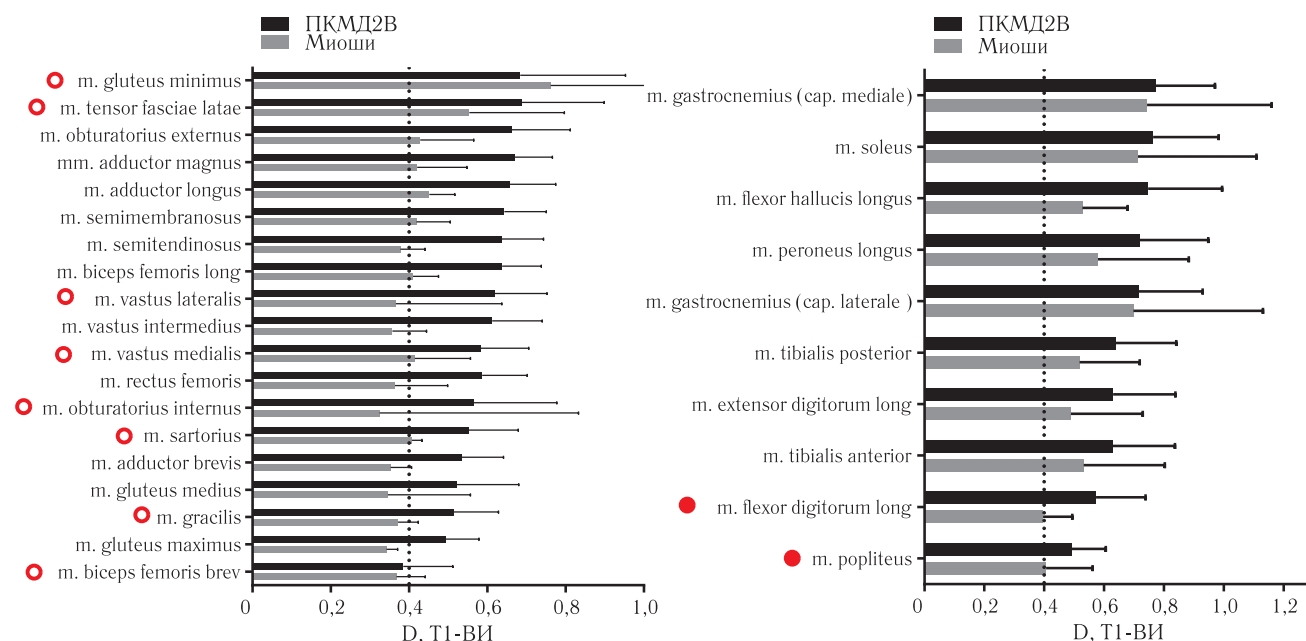 ПКМД2В
Миоши
m. gluteus minimus
m. tensor fasciae latae
m. obturatorius externus
mm. adductor magnus
m. adductor longus
m. semimembranosus
m. semitendinosus
m. biceps femoris long
m. vastus lateralis
m. vastus intermedius
m. vastus medialis
m. rectus femoris
m. obturatorius internus
m. sartorius
m. adductor brevis
m. gluteus medius
m. gracilis
m. gluteus maximus
m. biceps femoris brev
0 0,2 0,4 0,6 0,8 1,0
D, T1-ВИ
ПКМД2В
Миоши
m. gastrocnemius (cap. mediale)
m. soleus
m. flexor hallucis longus
m. peroneus longus
m. gastrocnemius (cap. laterale )
m. tibialis posterior
m. extensor digitorum long
m. tibialis anterior
m. flexor digitorum long
m. popliteus
0 0,2 0,4 0,6 0,8 1,0 1,2
D, T1-ВИ